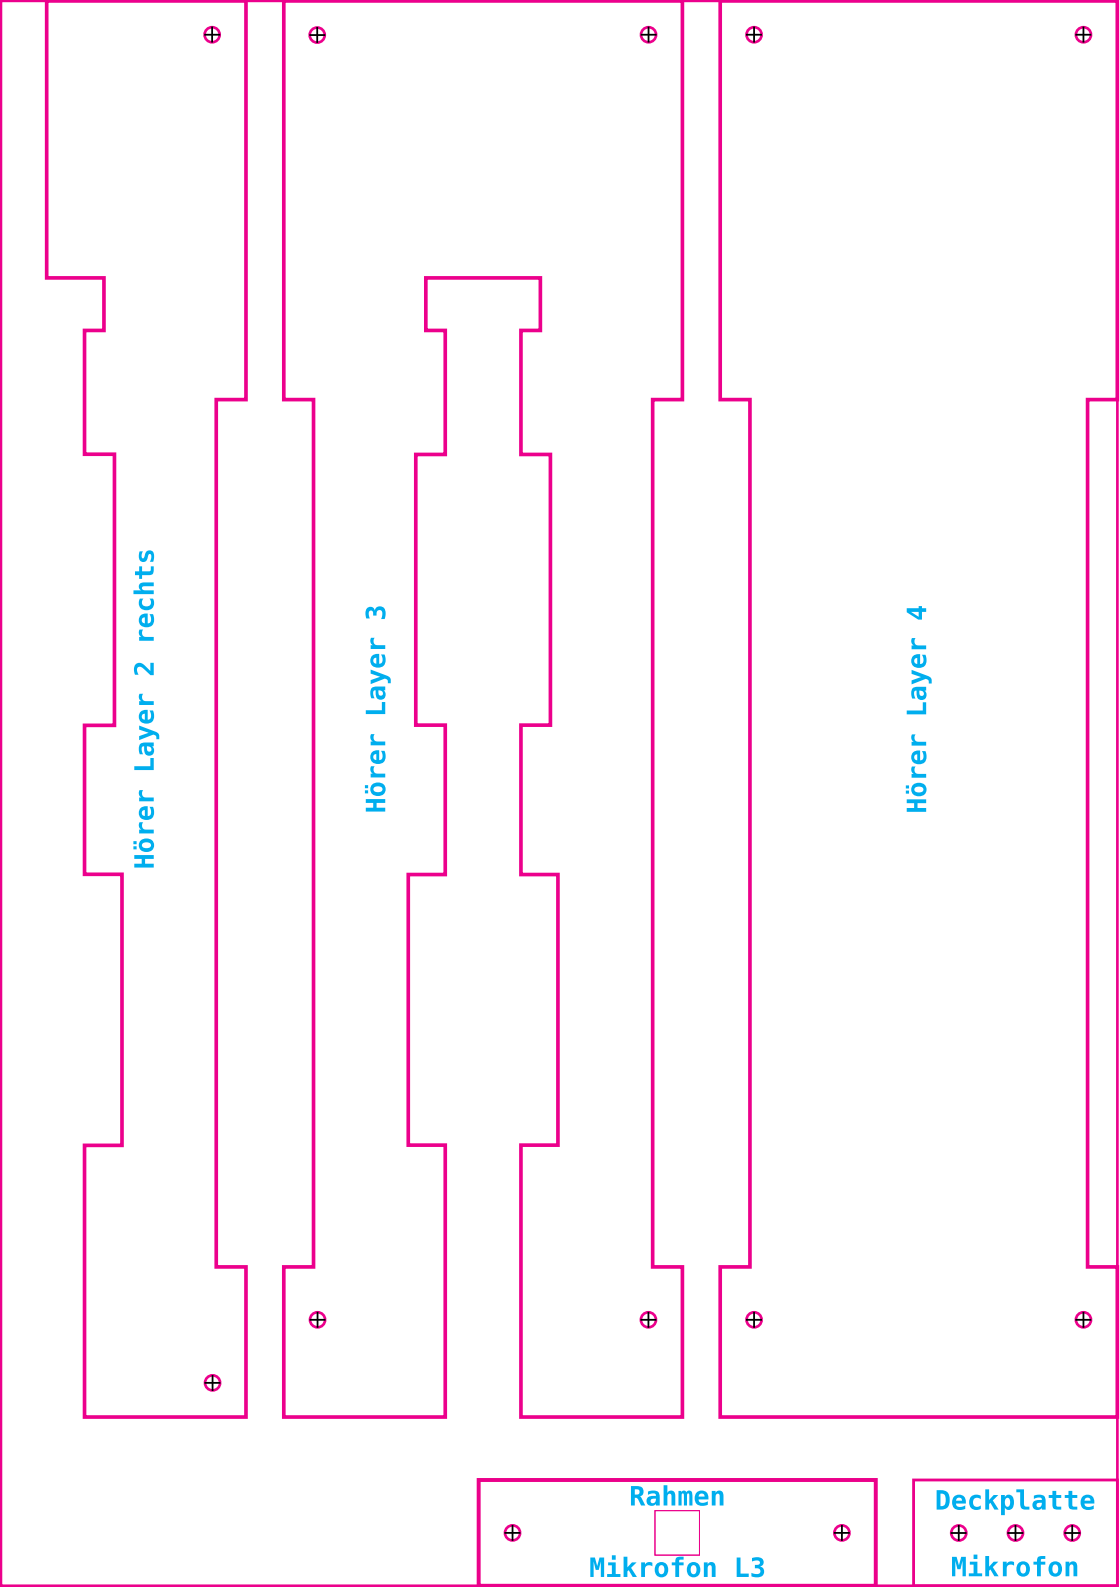 Hörer Layer 2 rechts
Hörer Layer 3
Hörer Layer 4
Rahmen
Mikrofon L3
Deckplatte
Mikrofon